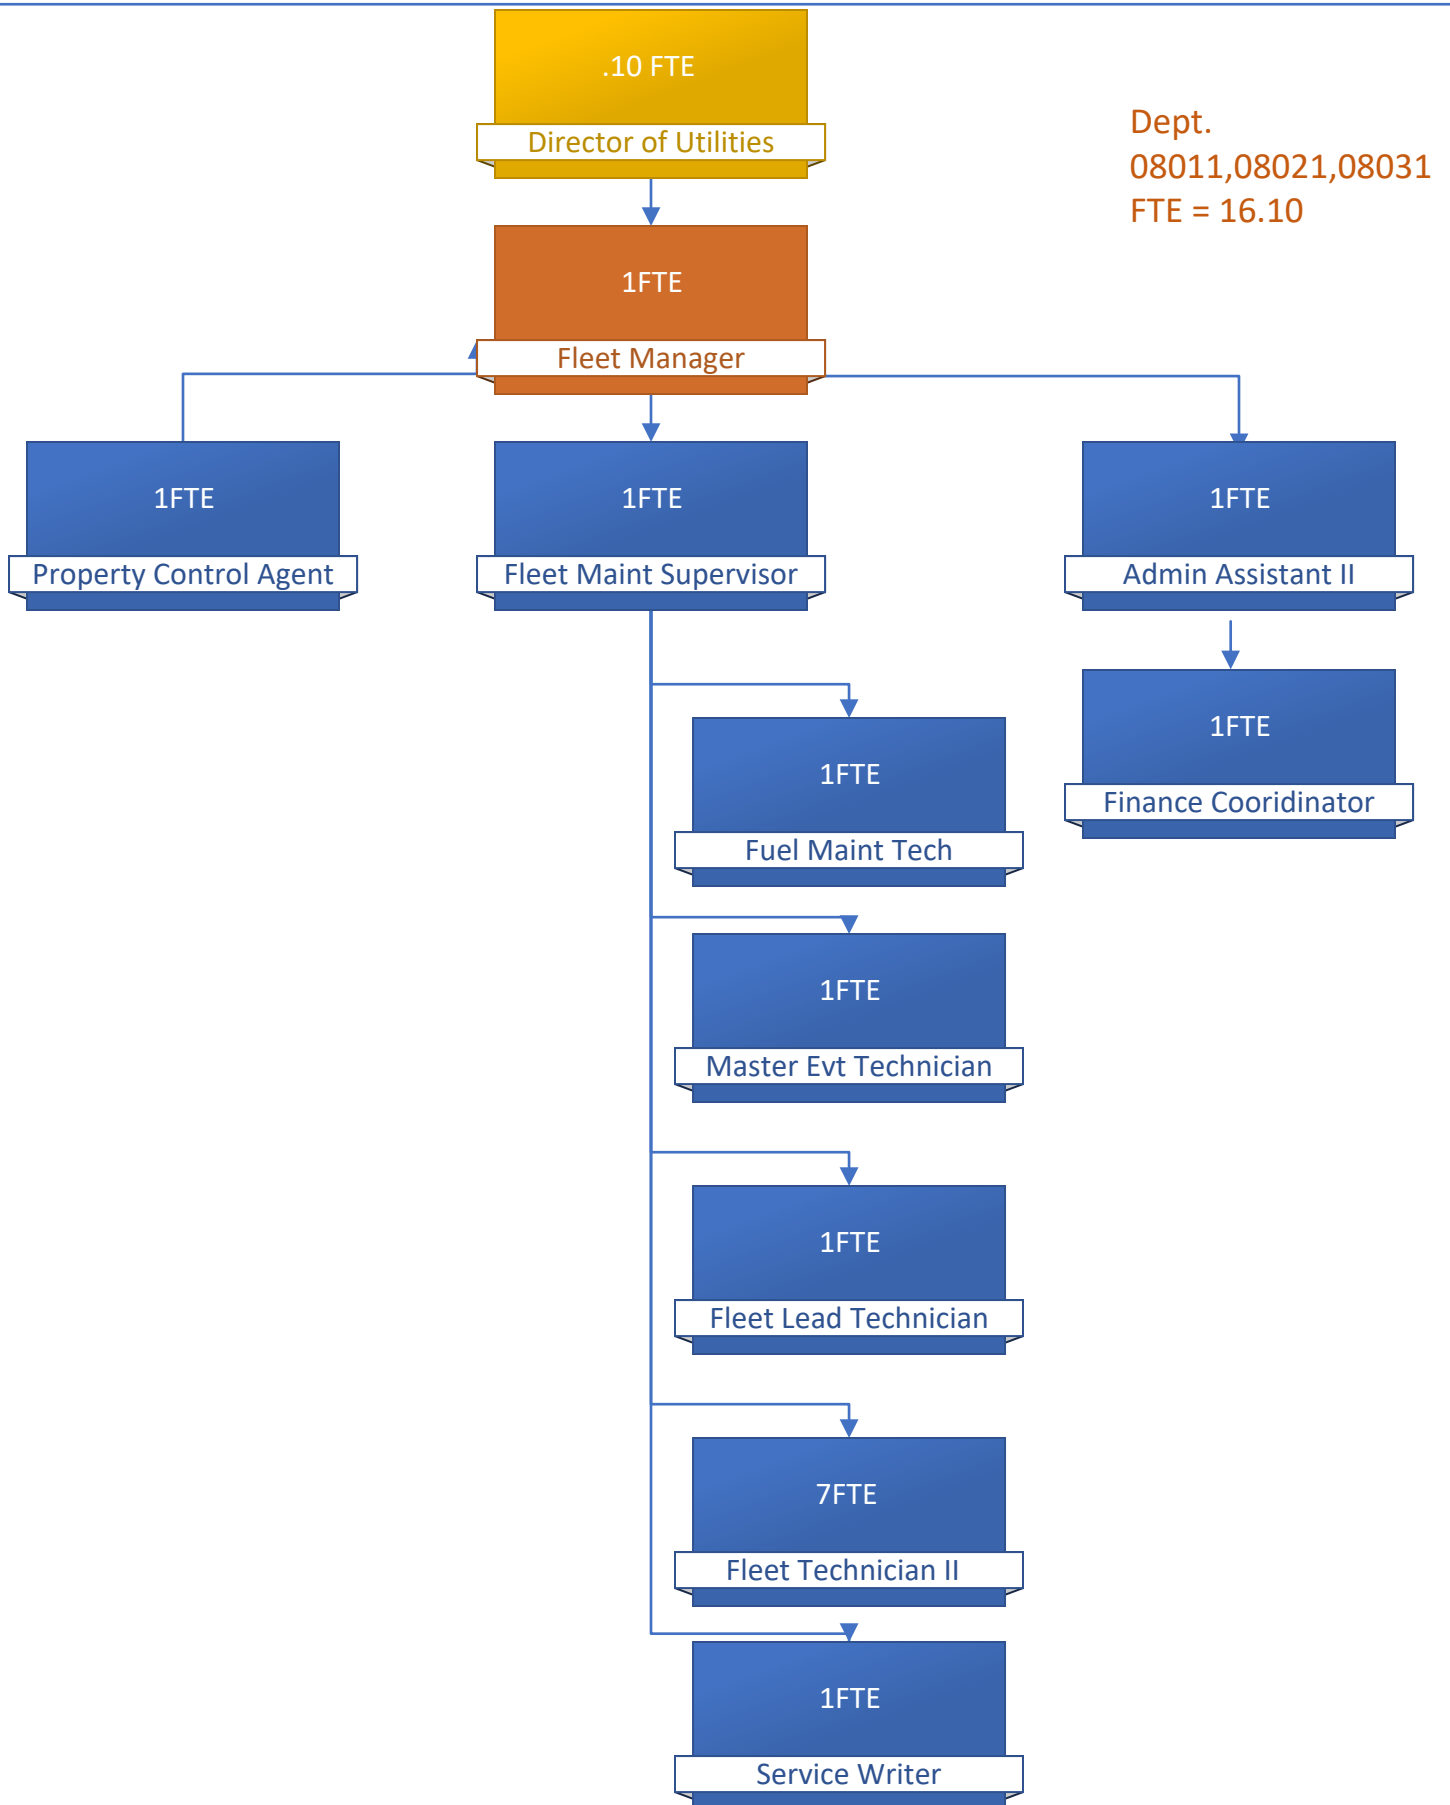 .10 FTE
Director of Utilities
Dept.
08011,08021,08031
FTE = 16.10
1FTE
Fleet Manager
1FTE
Property Control Agent
1FTE
Fleet Maint Supervisor
1FTE
Admin Assistant II
1FTE
Finance Cooridinator
1FTE
Fuel Maint Tech
1FTE
Master Evt Technician
1FTE
Fleet Lead Technician
7FTE
Fleet Technician II
1FTE
Service Writer